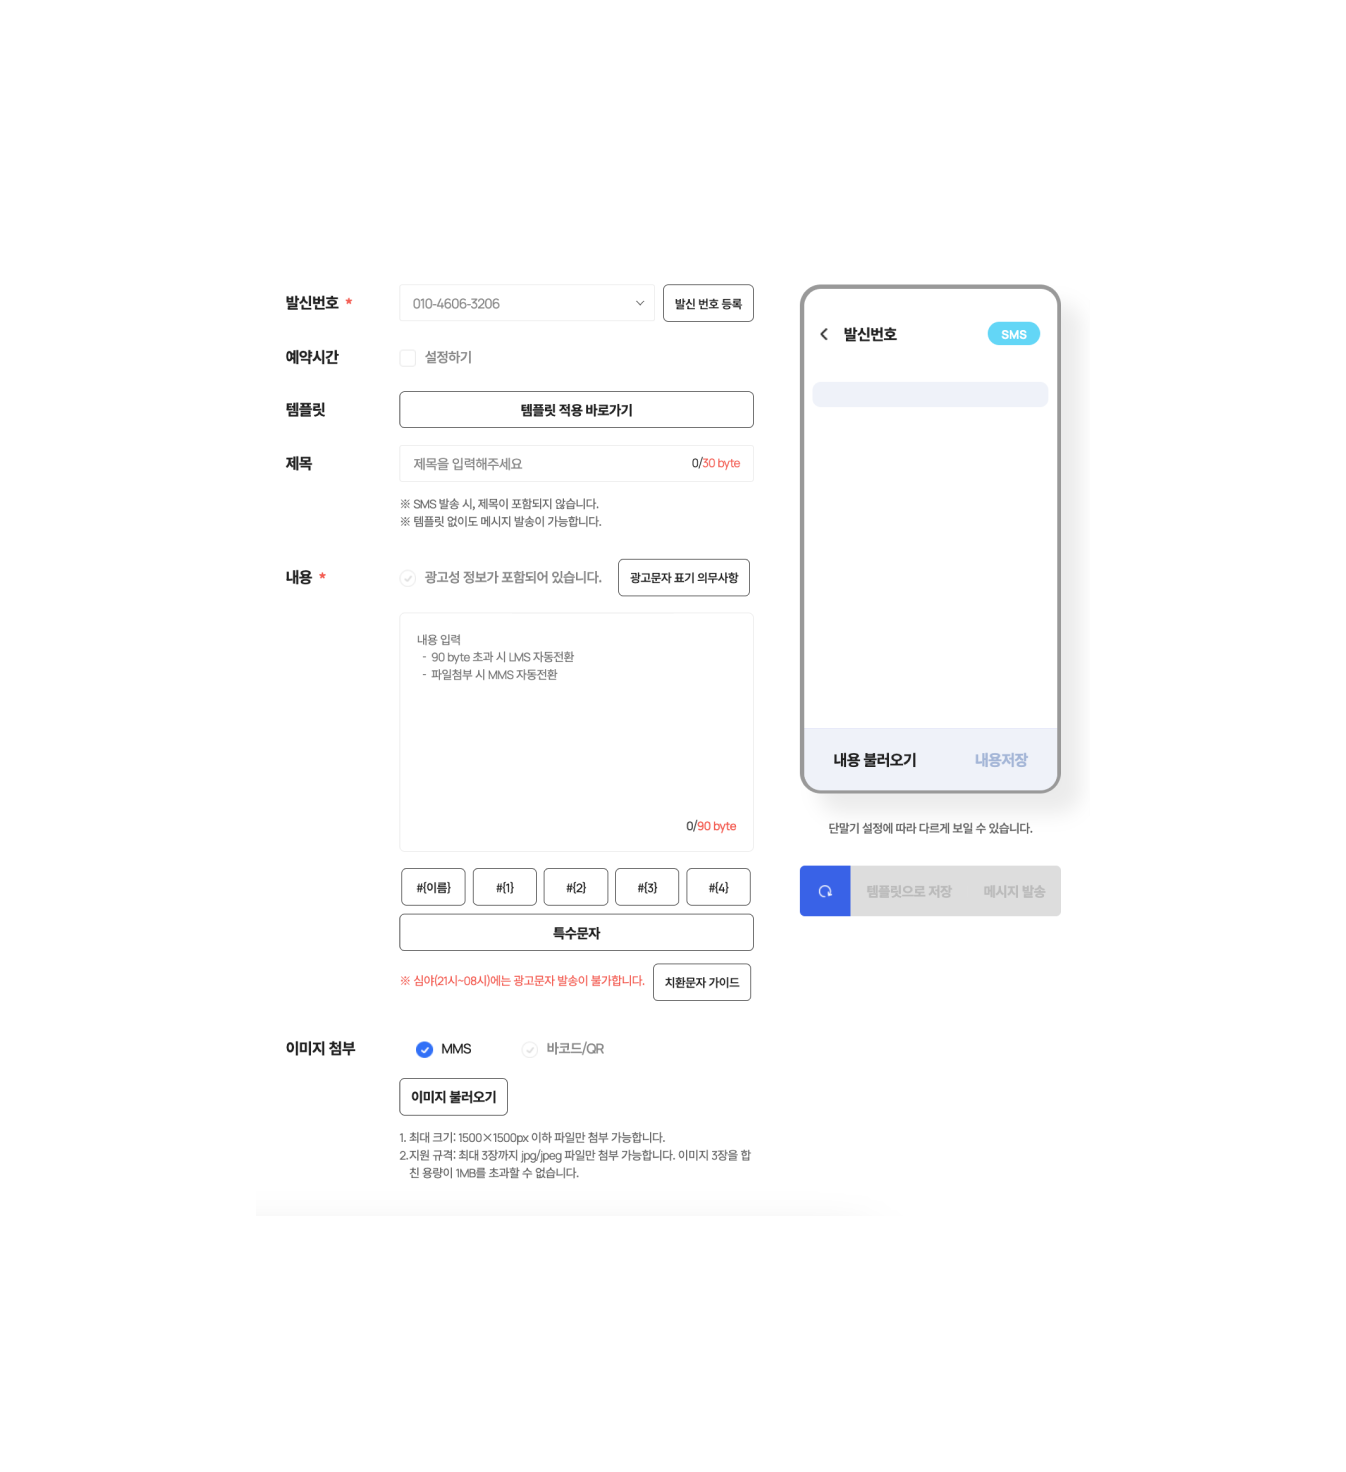 발신번호 *
010-4606-3206
발신 번호 등록
예약시간
설정하기
템플릿
템플릿 적용 바로가기
제목
제목을 입력해주세요
0/30 byte
※ SMS 발송 시, 제목이 포함되지 않습니다.
※ 템플릿 없이도 메시지 발송이 가능합니다.
내용 *
광고성 정보가 포함되어 있습니다.
광고문자 표기 의무사항
내용 입력
- 90 byte 초과 시 LMS 자동전환
- 파일첨부 시 MMS 자동전환
0/90 byte
#{이름}
#{1}
#{2}
#{3}
#{4}
특수문자
※ 심야(21시~08시)에는 광고문자 발송이 불가합니다.
치환문자 가이드
이미지 첨부
MMS
바코드/QR
이미지 불러오기
1. 최대 크기: 1500×1500px 이하 파일만 첨부 가능합니다.
2.지원 규격: 최대 3장까지 jpg/jpeg 파일만 첨부 가능합니다. 이미지 3장을 합
친 용량이 1MB를 초과할 수 없습니다.
발신번호
SMS
내용 불러오기
내용저장
단말기 설정에 따라 다르게 보일 수 있습니다.
템플릿으로 저장
메시지 발송